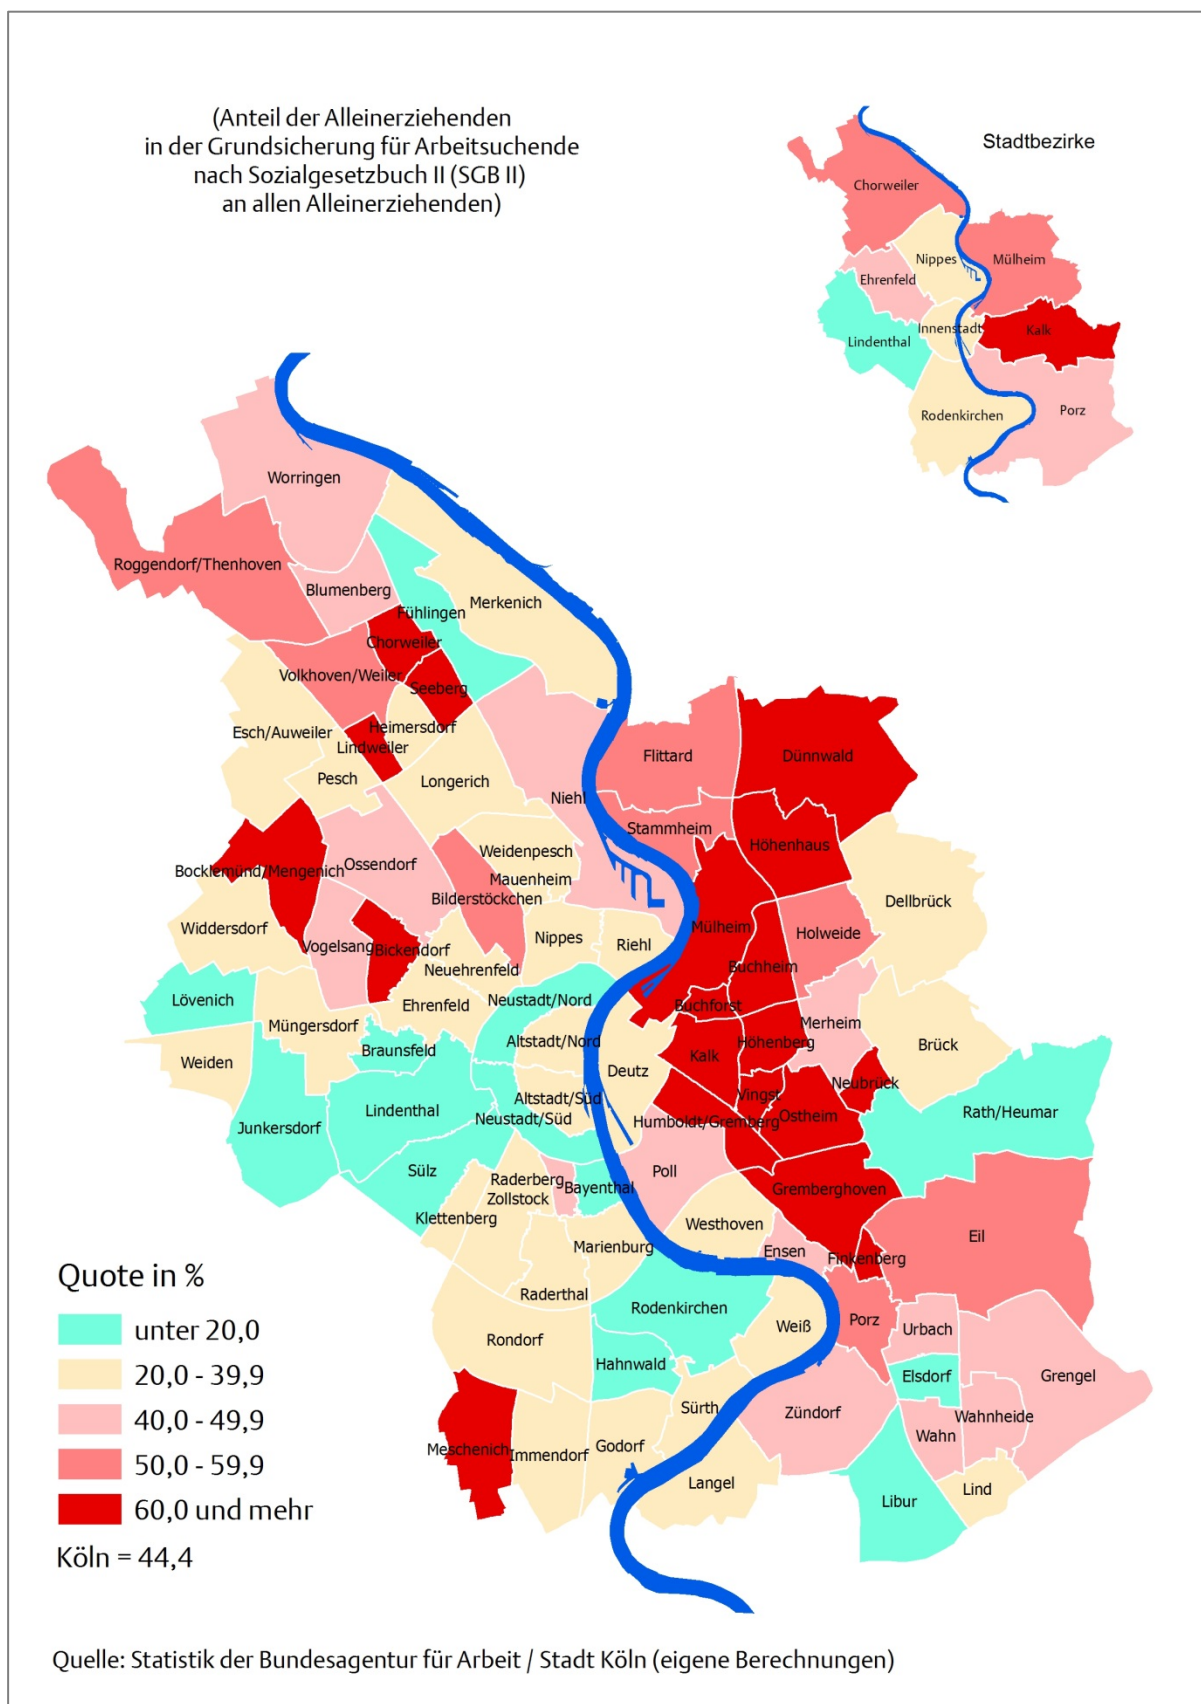 (Anteil der Alleinerziehenden
in der Grundsicherung für Arbeitsuchende
nach Sozialgesetzbuch II (SGB II)
an allen Alleinerziehenden)
Stadtbezirke
Chorweiler
Nippes
Mülheim
Ehrenfeld
Innenstadt
Kalk
Lindenthal
Rodenkirchen
Porz
Worringen
Roggendorf/Thenhoven
Blumenberg
Merkenich
Fühlingen
Chorweiler
Volkhoven/Weiler
Seeberg
Esch/Auweiler
Heimersdorf
Lindweiler
Pesch
Longerich
Flittard
Dünnwald
Niehl
Stammheim
Höhenhaus
Weidenpesch
Ossendorf
Bocklemünd/Mengenich
Mauenheim
Bilderstöckchen
Dellbrück
Widdersdorf
Vogelsang
Bickendorf
Nippes
Riehl
Mülheim
Holweide
Neuehrenfeld
Buchheim
Lövenich
Ehrenfeld
Neustadt/Nord
Buchforst
Müngersdorf
Merheim
Altstadt/Nord
Höhenberg
Brück
Braunsfeld
Kalk
Weiden
Deutz
Neubrück
Vingst
Altstadt/Süd
Lindenthal
Rath/Heumar
Neustadt/Süd
Humboldt/Gremberg
Ostheim
Junkersdorf
Sülz
Poll
Raderberg
Bayenthal
Gremberghoven
Zollstock
Klettenberg
Westhoven
Eil
Marienburg
Ensen
Finkenberg
Raderthal
Rodenkirchen
Weiß
Porz
Urbach
Rondorf
Hahnwald
Elsdorf
Grengel
Sürth
Zündorf
Wahnheide
Wahn
Meschenich
Immendorf
Godorf
Langel
Lind
Libur
Quote in %
unter 20,0
20,0 - 39,9
40,0 - 49,9
50,0 - 59,9
60,0 und mehr
Köln = 44,4
Quelle: Statistik der Bundesagentur für Arbeit / Stadt Köln (eigene Berechnungen)